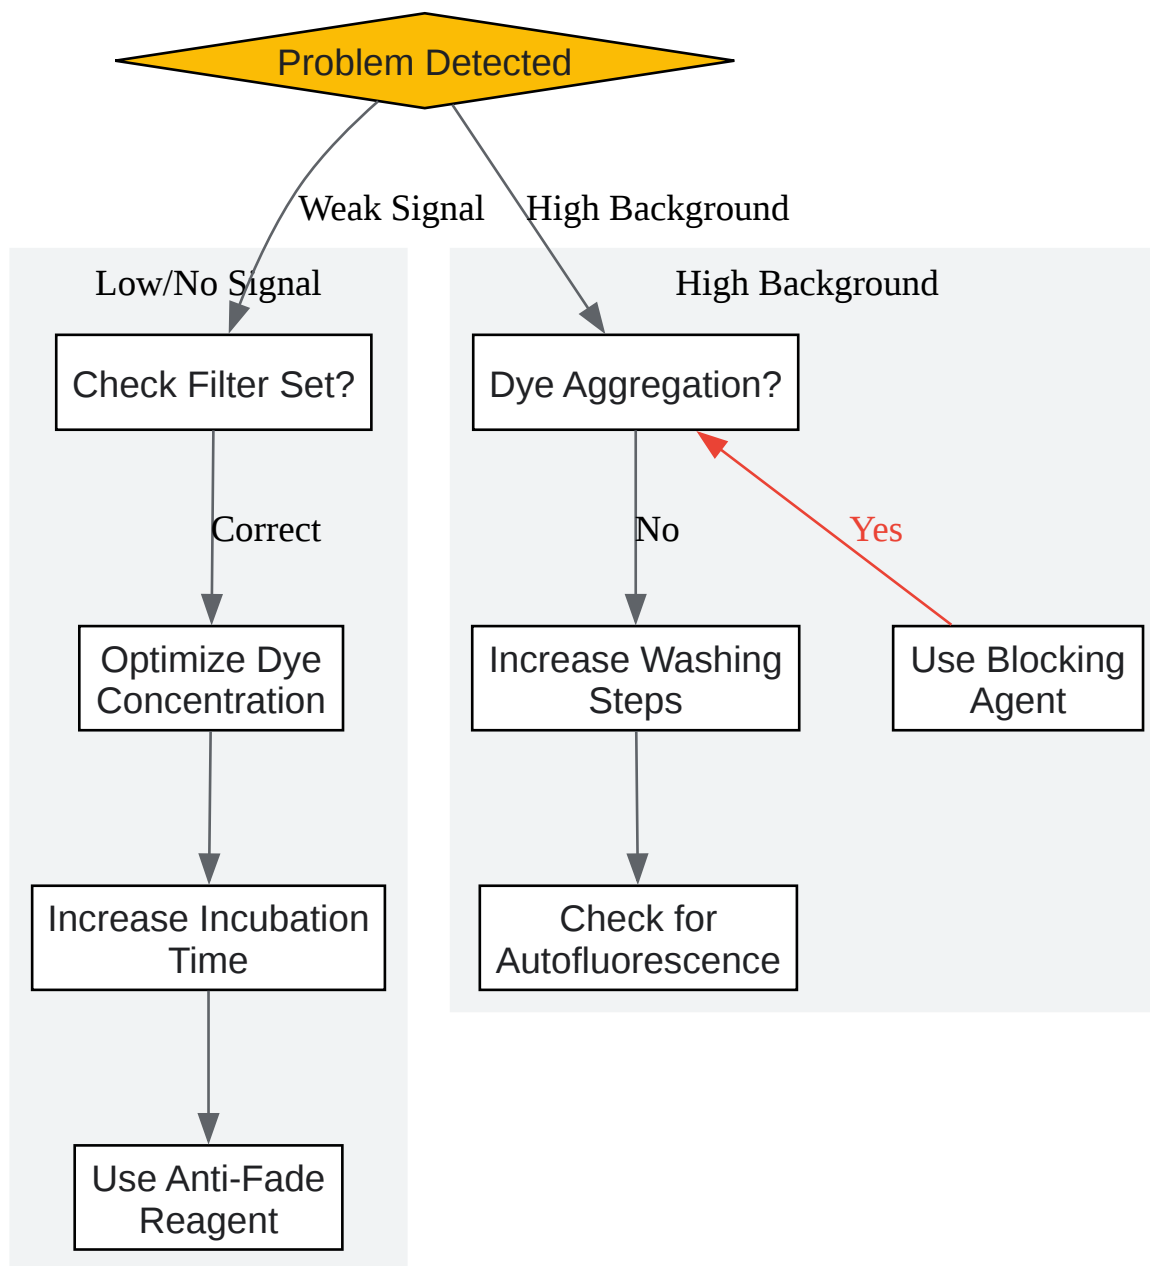 Problem Detected
Weak Signal
High Background
Low/No Signal
High Background
Check Filter Set?
Dye Aggregation?
Correct
No
Yes
Optimize Dye
Concentration
Increase Washing
Steps
Use Blocking
Agent
Increase Incubation
Time
Check for
Autofluorescence
Use Anti-Fade
Reagent